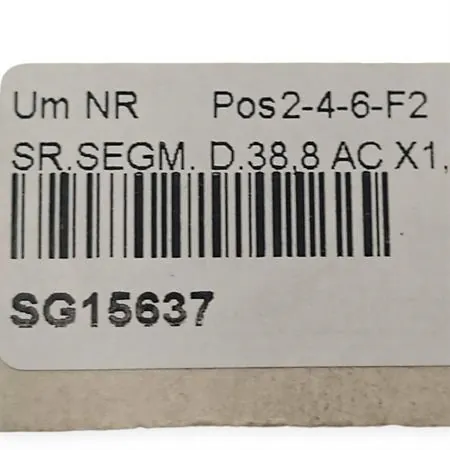 Um NR Pos2-4-6-F2
SR.SEGM. D.38,8 AC X1,
SG15637